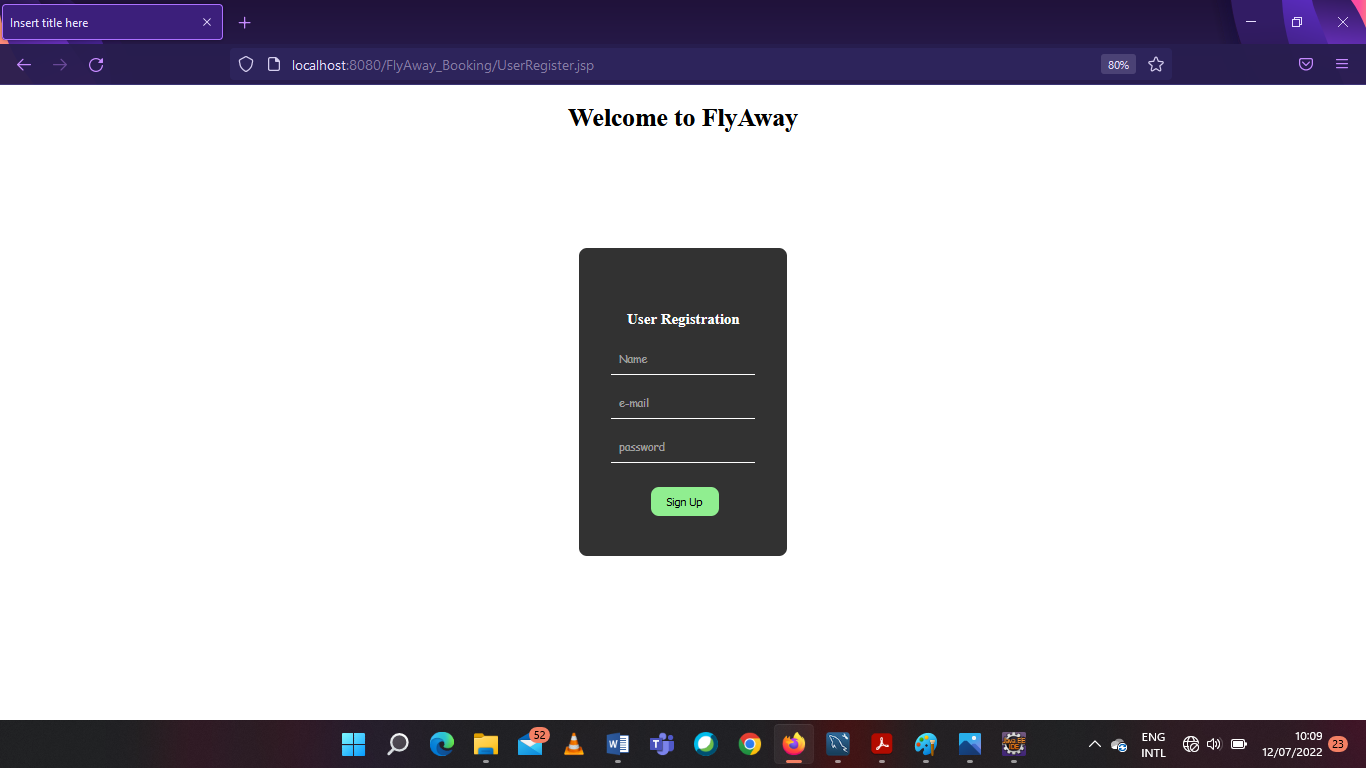 Insert title here
localhost:8080/FlyAway_Booking/UserRegister.jsp
80%
Welcome to FlyAway
User Registration
Name
e-mail
password
Sign Up
52
ENG
INTL
10:09
12/07/2022
23